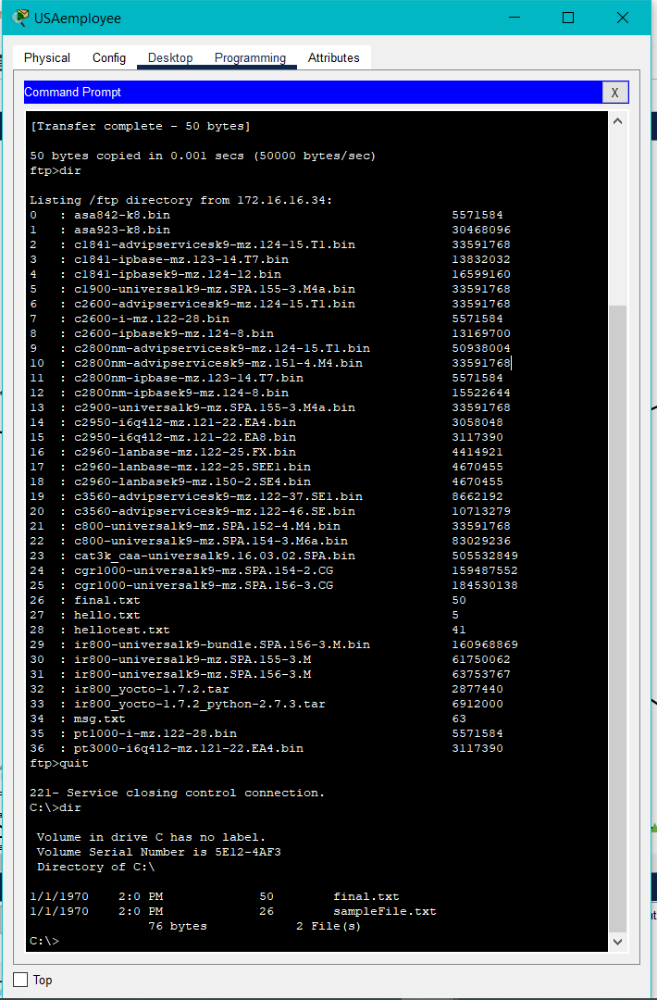 USAemployee
Physical Config Desktop Programming Attributes
Command Prompt X
[Transfer complete - 50 bytes]
50 bytes copied in 0.001 secs (50000 bytes/sec)
ftp>dir
Listing /ftp directory from 172.16.16.34:
0 : asa842-k8.bin 5571584
1 : asa923-k8.bin 30468096
2 : c1841-advipservicesk9-mz.124-15.T1.bin 33591768
3 : c1841-ipbase-mz.123-14.T7.bin 13832032
4 : c1841-ipbasek9-mz.124-12.bin 16599160
5 : c1900-universalk9-mz.SPA.155-3.M4a.bin 33591768
6 : c2600-advipservicesk9-mz.124-15.T1.bin 33591768
7 : c2600-i-mz.122-28.bin 5571584
8 : c2600-ipbasek9-mz.124-8.bin 13169700
9 : c2800nm-advipservicesk9-mz.124-15.T1.bin 50938004
10 : c2800nm-advipservicesk9-mz.151-4.M4.bin 33591768
11 : c2800nm-ipbase-mz.123-14.T7.bin 5571584
12 : c2800nm-ipbasek9-mz.124-8.bin 15522644
13 : c2900-universalk9-mz.SPA.155-3.M4a.bin 33591768
14 : c2950-i6q4l2-mz.121-22.EA4.bin 3058048
15 : c2950-i6q4l2-mz.121-22.EA8.bin 3117390
16 : c2960-lanbase-mz.122-25.FX.bin 4414921
17 : c2960-lanbase-mz.122-25.SEE1.bin 4670455
18 : c2960-lanbasek9-mz.150-2.SE4.bin 4670455
19 : c3560-advipservicesk9-mz.122-37.SE1.bin 8662192
20 : c3560-advipservicesk9-mz.122-46.SE.bin 10713279
21 : c800-universalk9-mz.SPA.152-4.M4.bin 33591768
22 : c800-universalk9-mz.SPA.154-3.M6a.bin 83029236
23 : cat3k_caa-universalk9.16.03.02.SPA.bin 505532849
24 : cgr1000-universalk9-mz.SPA.154-2.CG 159487552
25 : cgr1000-universalk9-mz.SPA.156-3.CG 184530138
26 : final.txt 50
27 : hello.txt 5
28 : hellotest.txt 41
29 : ir800-universalk9-bundle.SPA.156-3.M.bin 160968869
30 : ir800-universalk9-mz.SPA.155-3.M 61750062
31 : ir800-universalk9-mz.SPA.156-3.M 63753767
32 : ir800_yocto-1.7.2.tar 2877440
33 : ir800_yocto-1.7.2_python-2.7.3.tar 6912000
34 : msg.txt 63
35 : pt1000-i-mz.122-28.bin 5571584
36 : pt3000-i6q4l2-mz.121-22.EA4.bin 3117390
ftp>quit
221- Service closing control connection.
C:\>dir
Volume in drive C has no label.
Volume Serial Number is 5E12-4AF3
Directory of C:\
1/1/1970 2:0 PM 50 final.txt
1/1/1970 2:0 PM 26 sampleFile.txt
76 bytes 2 File(s)
C:\>
Top